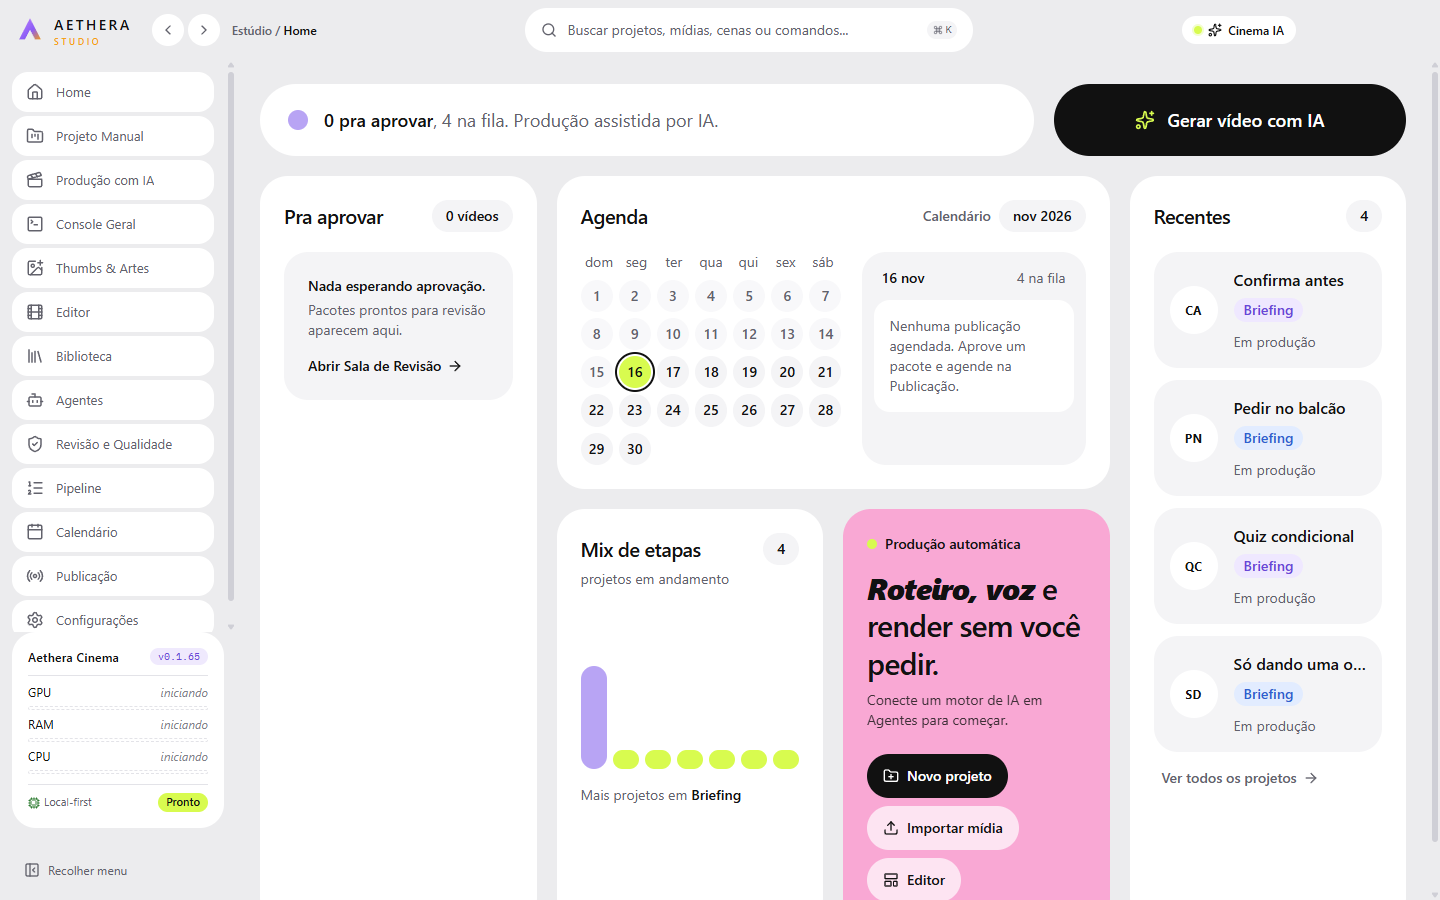 AETHERA
STUDIO
Estúdio / Home
Buscar projetos, mídias, cenas ou comandos...
⌘ K
Cinema IA
Home
Projeto Manual
Produção com IA
Console Geral
Thumbs & Artes
Editor
Biblioteca
Agentes
Revisão e Qualidade
Pipeline
Calendário
Publicação
Configurações
Aethera Cinema
v0.1.65
GPU
iniciando
RAM
iniciando
CPU
iniciando
Local-first
Pronto
Recolher menu
0 pra aprovar, 4 na fila. Produção assistida por IA.
Gerar vídeo com IA
Pra aprovar
0 vídeos
Nada esperando aprovação.
Pacotes prontos para revisão
aparecem aqui.
Abrir Sala de Revisão →
Agenda
Calendário
nov 2026
dom seg ter qua qui sex sáb
1 2 3 4 5 6 7
8 9 10 11 12 13 14
15 16 17 18 19 20 21
22 23 24 25 26 27 28
29 30
16 nov
4 na fila
Nenhuma publicação
agendada. Aprove um
pacote e agende na
Publicação.
Mix de etapas
4
projetos em andamento
Mais projetos em Briefing
Produção automática
Roteiro, voz e
render sem você
pedir.
Conecte um motor de IA em
Agentes para começar.
Novo projeto
Importar mídia
Editor
Recentes
4
CA
Confirma antes
Briefing
Em produção
PN
Pedir no balcão
Briefing
Em produção
QC
Quiz condicional
Briefing
Em produção
SD
Só dando uma o...
Briefing
Em produção
Ver todos os projetos →